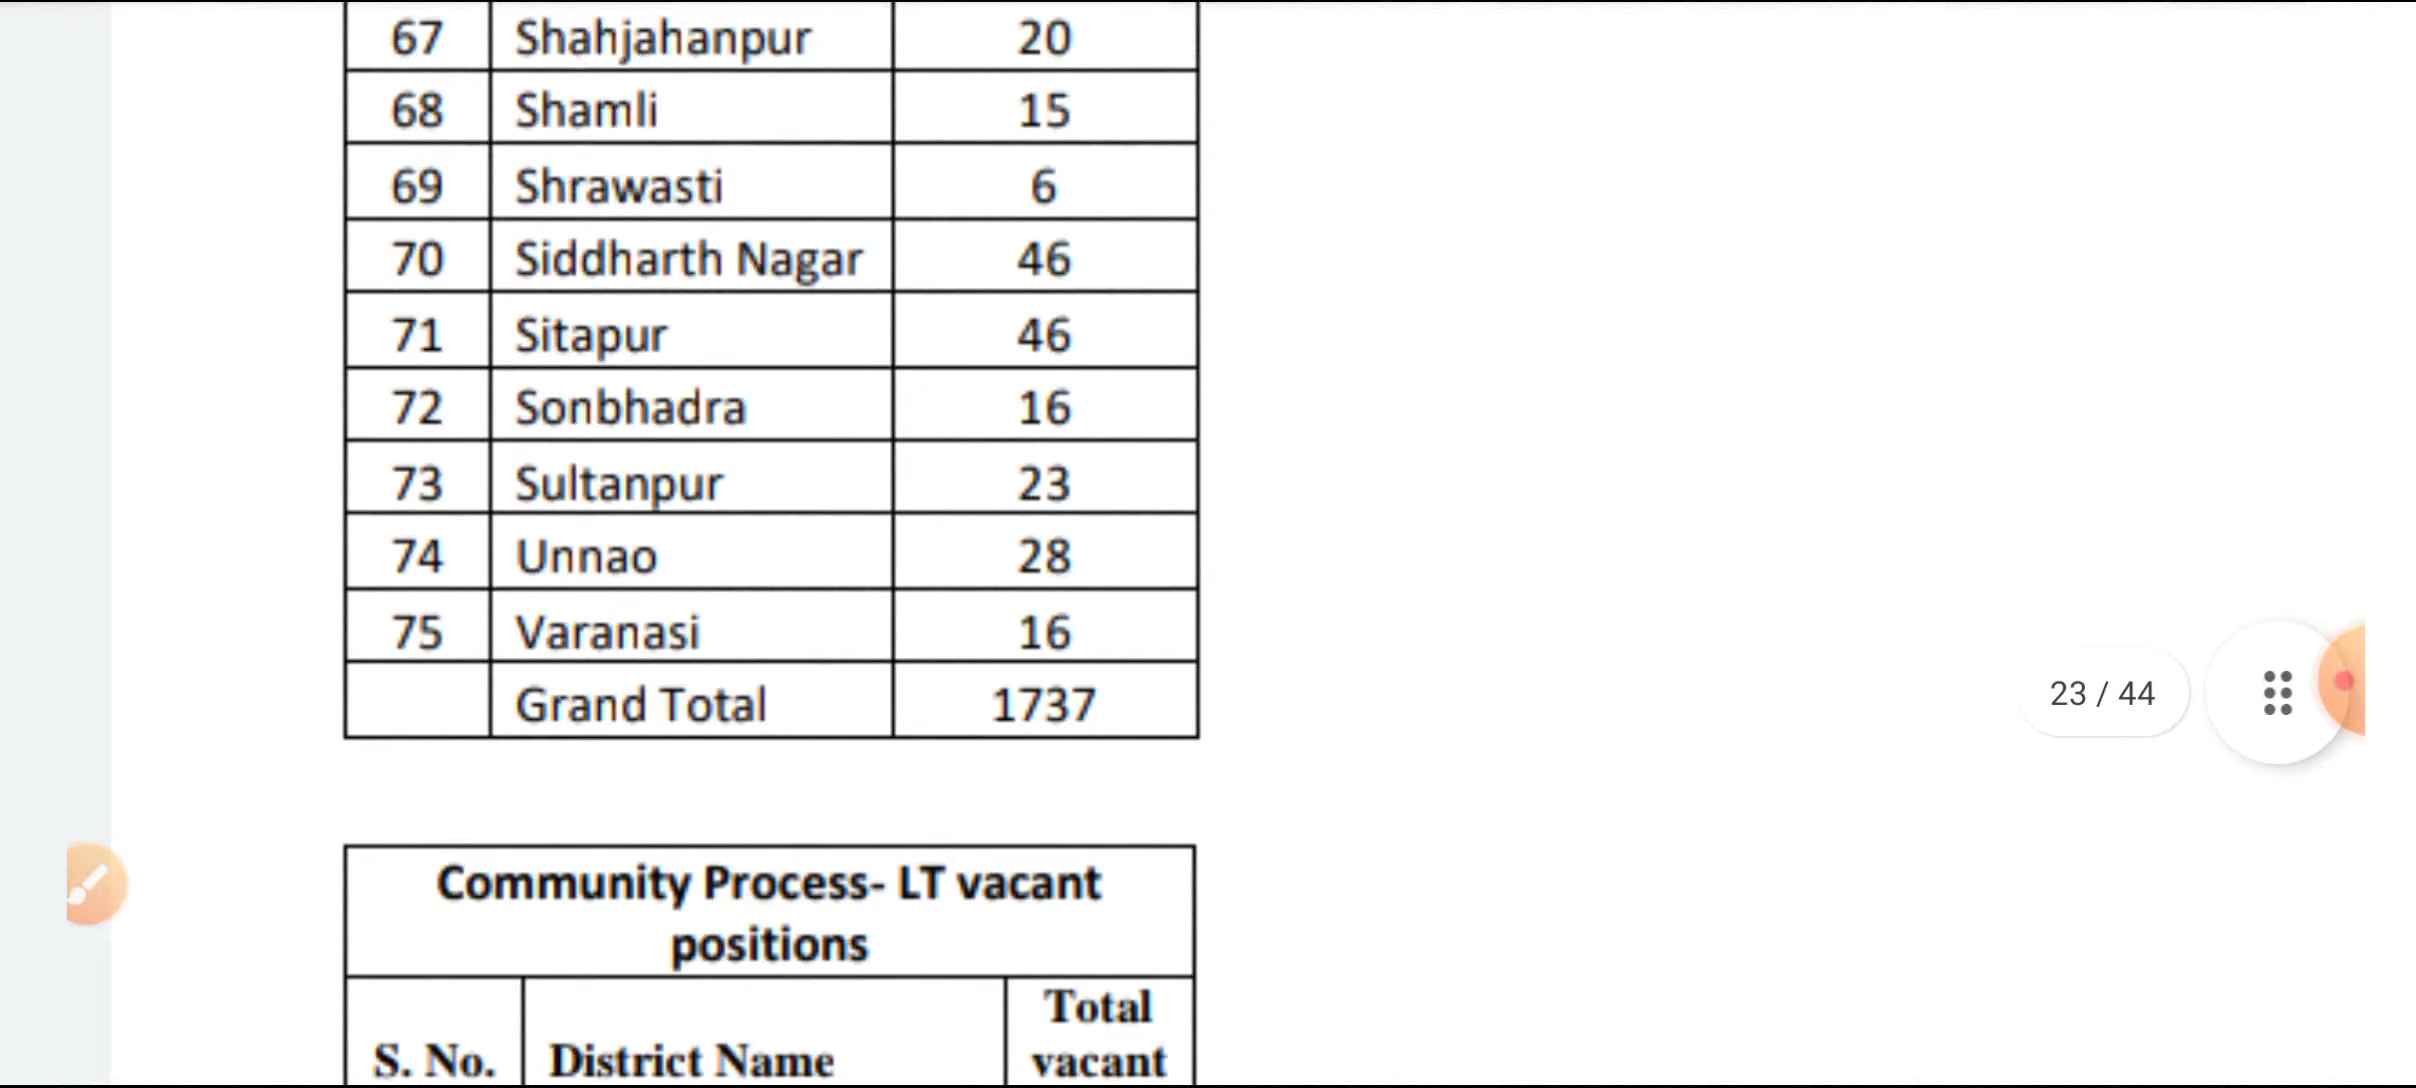 67 Shahjahanpur 20
68 Shamli 15
69 Shrawasti 6
70 Siddharth Nagar 46
71 Sitapur 46
72 Sonbhadra 16
73 Sultanpur 23
74 Unnao 28
75 Varanasi 16
Grand Total 1737
23 / 44
Community Process- LT vacant
positions
Total
S. No. District Name vacant